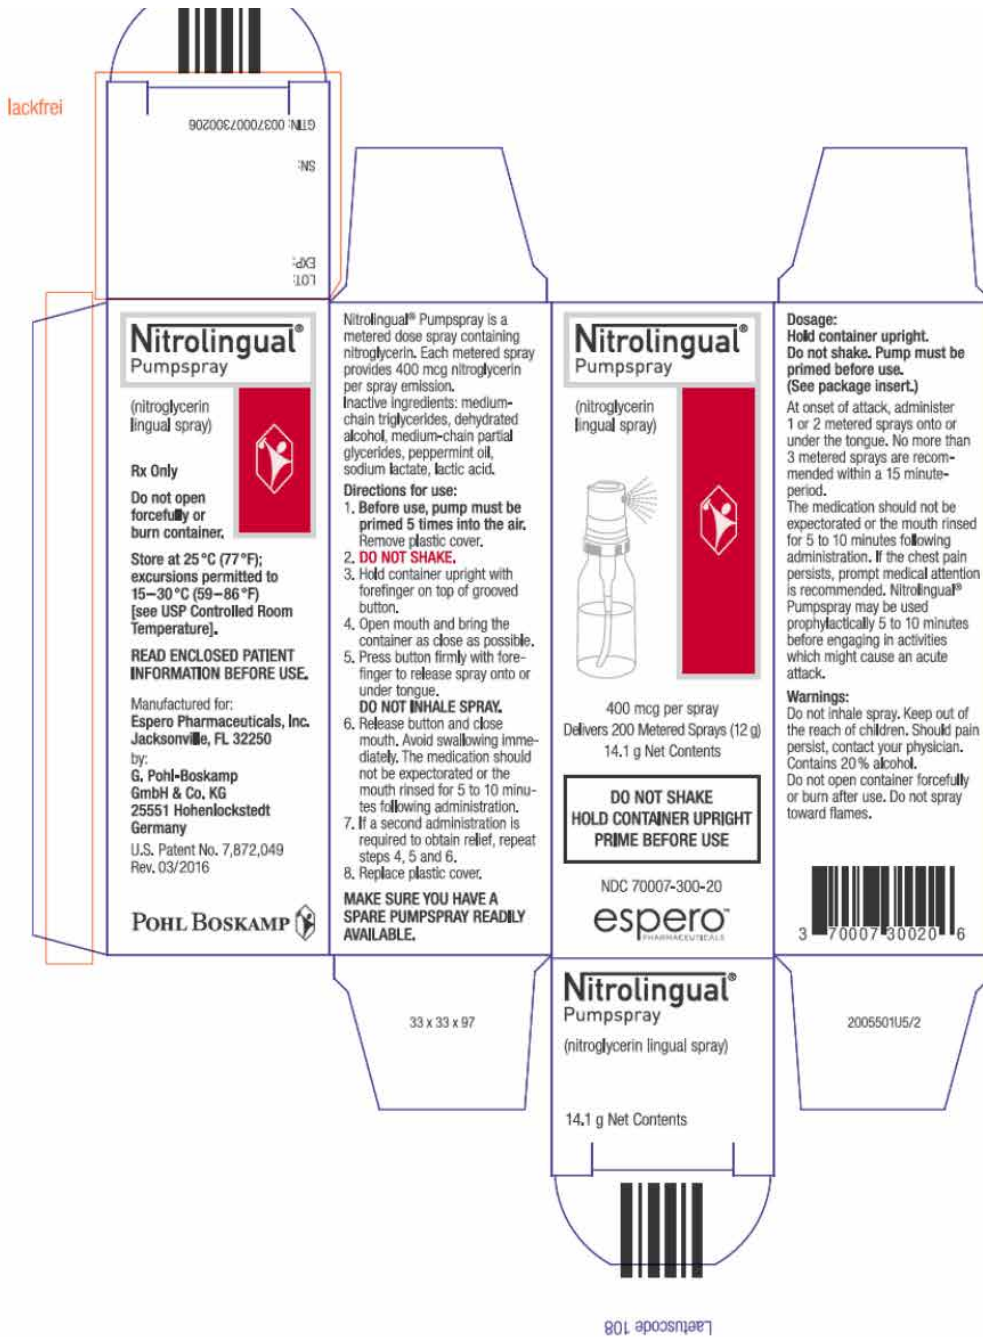 lackfrei
GTIN: 00370007300206
SN:
EXP.:
LOT:
Nitrolingual®
Pumpspray
(nitroglycerin
lingual spray)
Rx Only
Do not open
forcefully or
burn container.
Store at 25°C (77°F);
excursions permitted to
15–30°C (59–86°F)
[see USP Controlled Room
Temperature].
READ ENCLOSED PATIENT
INFORMATION BEFORE USE.
Manufactured for:
Espero Pharmaceuticals, Inc.
Jacksonville, FL 32250
by:
G. Pohl-Boskamp
GmbH & Co. KG
25551 Hohenlockstedt
Germany
U.S. Patent No. 7,872,049
Rev. 03/2016
POHL BOSKAMP
Nitrolingual® Pumpspray is a
metered dose spray containing
nitroglycerin. Each metered spray
provides 400 mcg nitroglycerin
per spray emission.
Inactive ingredients: medium-
chain triglycerides, dehydrated
alcohol, medium-chain partial
glycerides, peppermint oil,
sodium lactate, lactic acid.
Directions for use:
1. Before use, pump must be
primed 5 times into the air.
Remove plastic cover.
2. DO NOT SHAKE.
3. Hold container upright with
forefinger on top of grooved
button.
4. Open mouth and bring the
container as close as possible.
5. Press button firmly with fore-
finger to release spray onto or
under tongue.
DO NOT INHALE SPRAY.
6. Release button and close
mouth. Avoid swallowing imme-
diately. The medication should
not be expectorated or the
mouth rinsed for 5 to 10 minu-
tes following administration.
7. If a second administration is
required to obtain relief, repeat
steps 4, 5 and 6.
8. Replace plastic cover.
MAKE SURE YOU HAVE A
SPARE PUMPSPRAY READILY
AVAILABLE.
33 x 33 x 97
Nitrolingual®
Pumpspray
(nitroglycerin
lingual spray)
400 mcg per spray
Delivers 200 Metered Sprays (12 g)
14.1 g Net Contents
DO NOT SHAKE
HOLD CONTAINER UPRIGHT
PRIME BEFORE USE
NDC 70007-300-20
espero™
PHARMACEUTICALS
Nitrolingual®
Pumpspray
(nitroglycerin lingual spray)
14.1 g Net Contents
Laetuscode 108
Dosage:
Hold container upright.
Do not shake. Pump must be
primed before use.
(See package insert.)
At onset of attack, administer
1 or 2 metered sprays onto or
under the tongue. No more than
3 metered sprays are recom-
mended within a 15 minute-
period.
The medication should not be
expectorated or the mouth rinsed
for 5 to 10 minutes following
administration. If the chest pain
persists, prompt medical attention
is recommended. Nitrolingual®
Pumpspray may be used
prophylactically 5 to 10 minutes
before engaging in activities
which might cause an acute
attack.
Warnings:
Do not inhale spray. Keep out of
the reach of children. Should pain
persist, contact your physician.
Contains 20% alcohol.
Do not open container forcefully
or burn after use. Do not spray
toward flames.
3 70007 30020 6
2005501U5/2